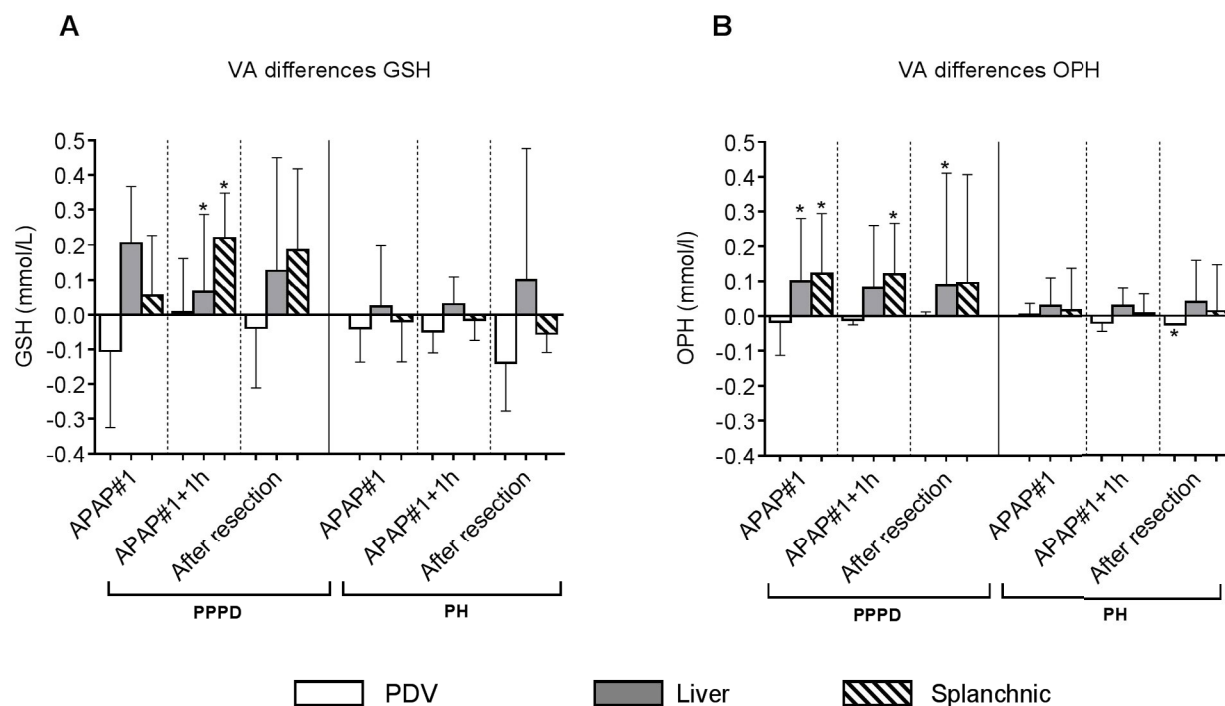 A
VA differences GSH
GSH (mmol/L)
0.5
0.4
0.3
0.2
0.1
0.0
-0.1
-0.2
-0.3
-0.4
*
*
APAP#1
APAP#1+1h
After resection
APAP#1
APAP#1+1h
After resection
PPPD
PH
B
VA differences OPH
OPH (mmol/l)
0.5
0.4
0.3
0.2
0.1
0.0
-0.1
-0.2
-0.3
-0.4
*
*
*
*
*
APAP#1
APAP#1+1h
After resection
APAP#1
APAP#1+1h
After resection
PPPD
PH
PDV
Liver
Splanchnic